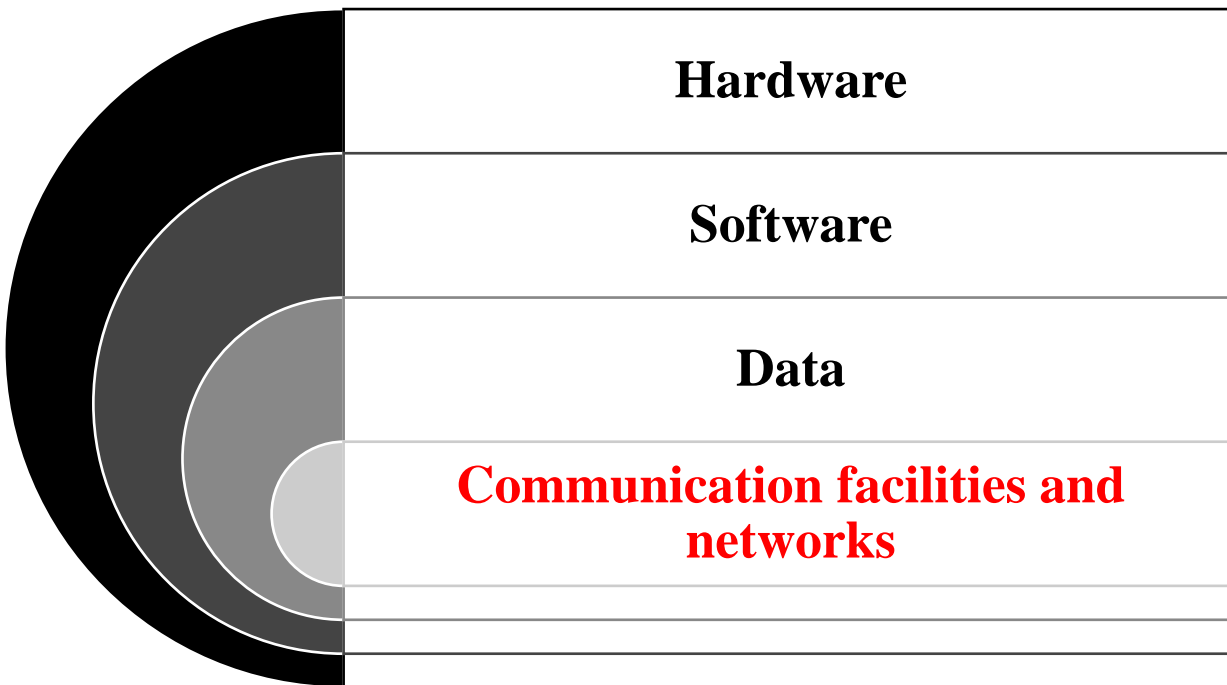 Hardware
Software
Data
Communication facilities and
networks